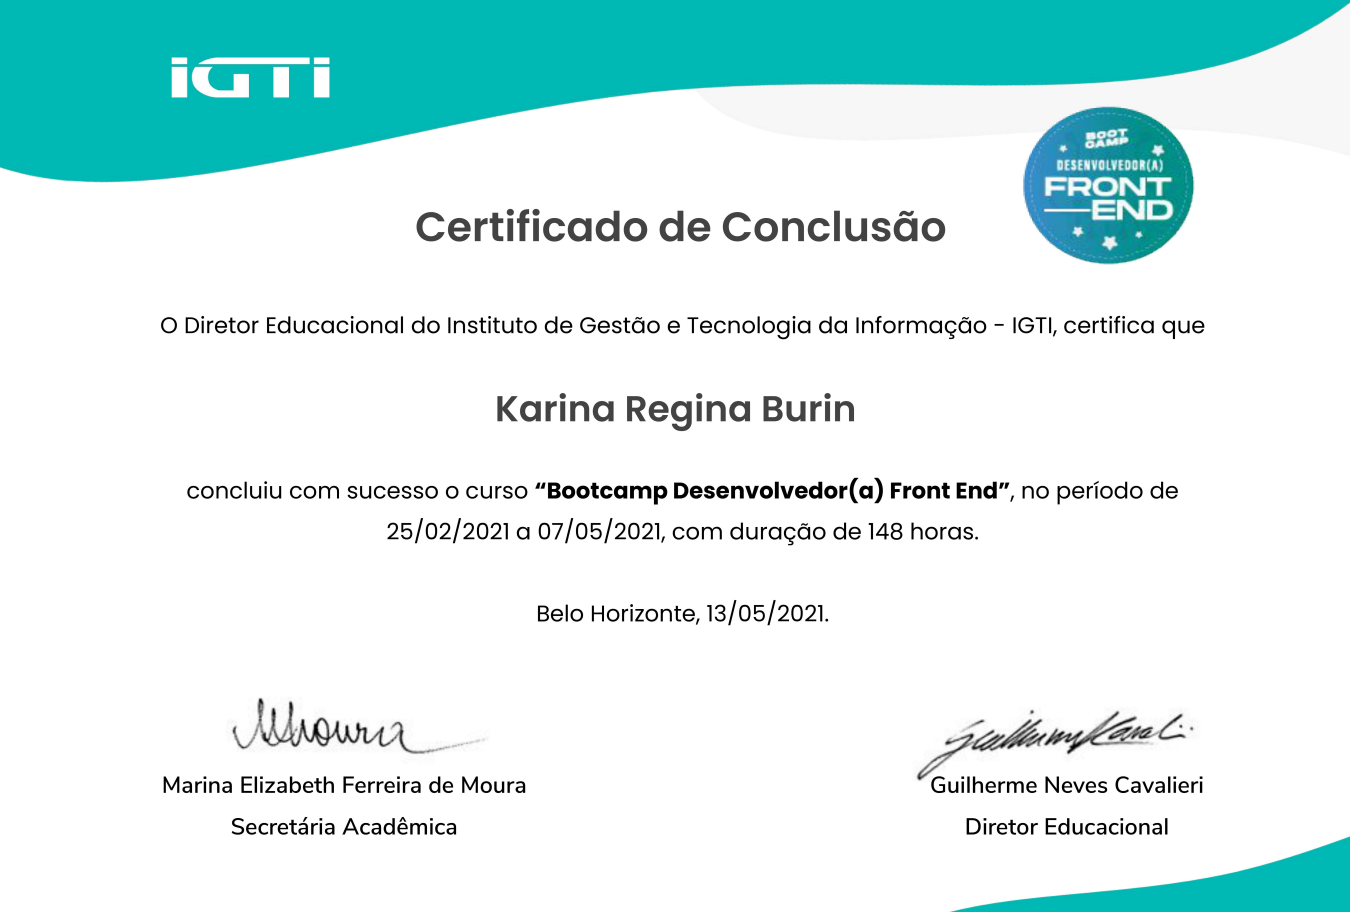 iGTi
BOOT
CAMP
DESENVOLVEDOR(A)
FRONT
END
Certificado de Conclusão
O Diretor Educacional do Instituto de Gestão e Tecnologia da Informação - IGTI, certifica que
Karina Regina Burin
concluiu com sucesso o curso “Bootcamp Desenvolvedor(a) Front End”, no período de
25/02/2021 a 07/05/2021, com duração de 148 horas.
Belo Horizonte, 13/05/2021.
Marina Elizabeth Ferreira de Moura
Secretária Acadêmica
Guilherme Neves Cavalieri
Diretor Educacional